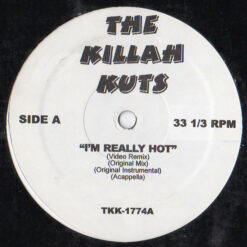 THE
KILLAH
KUTS
SIDE A
33 1/3 RPM
"I'M REALLY HOT"
(Video Remix)
(Original Mix)
(Original Instrumental)
(Acappella)
TKK-1774A